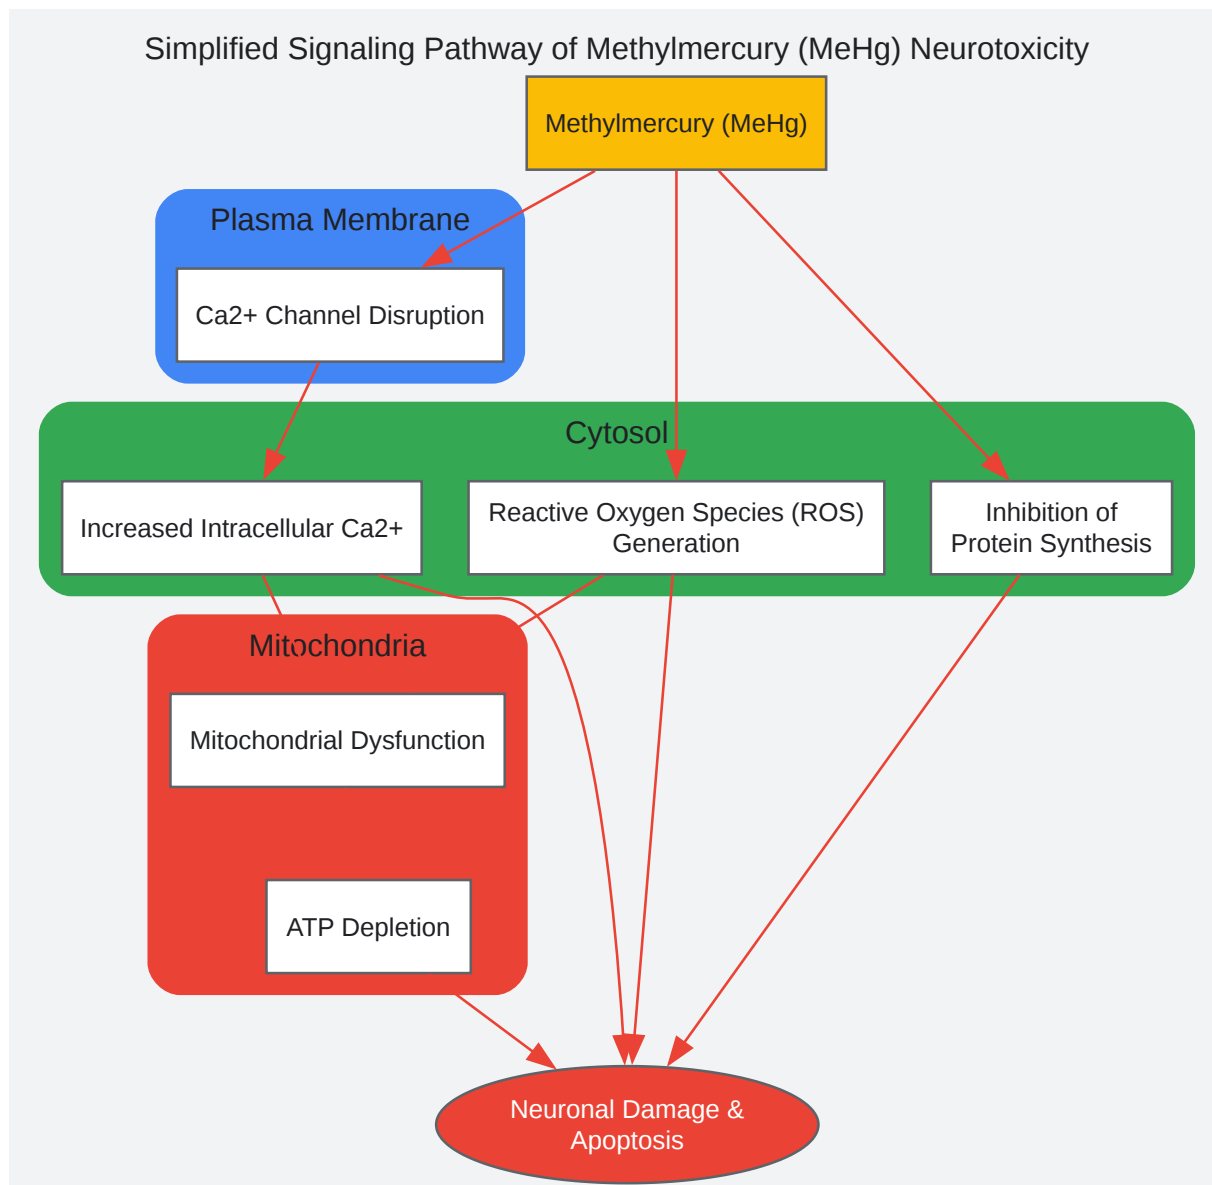 Simplified Signaling Pathway of Methylmercury (MeHg) Neurotoxicity
Methylmercury (MeHg)
Plasma Membrane
Ca2+ Channel Disruption
Cytosol
Increased Intracellular Ca2+
Reactive Oxygen Species (ROS)
Generation
Inhibition of
Protein Synthesis
Mitochondria
Mitochondrial Dysfunction
ATP Depletion
Neuronal Damage &
Apoptosis